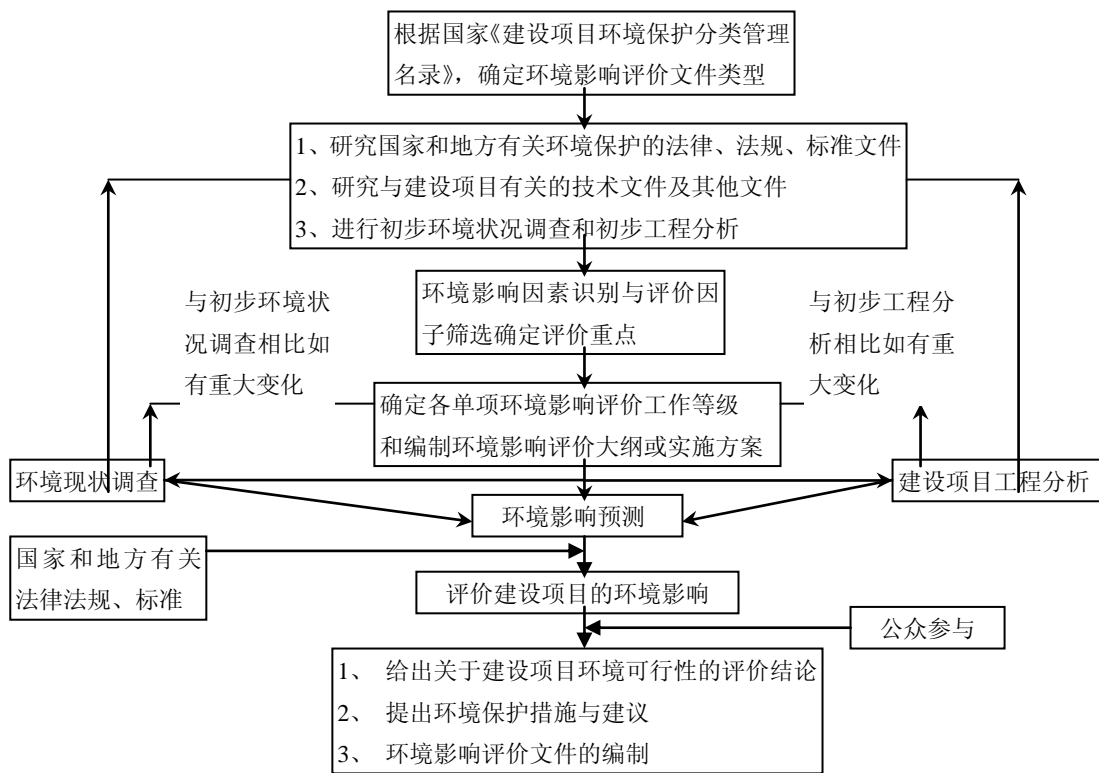 根据国家《建设项目环境保护分类管理
名录》，确定环境影响评价文件类型
1、研究国家和地方有关环境保护的法律、法规、标准文件
2、研究与建设项目有关的技术文件及其他文件
3、进行初步环境状况调查和初步工程分析
环境影响因素识别与评价因
子筛选确定评价重点
与初步环境状
况调查相比如
有重大变化
与初步工程分
析相比如有重
大变化
确定各单项环境影响评价工作等级
和编制环境影响评价大纲或实施方案
环境现状调查
建设项目工程分析
环境影响预测
国家和地方有关
法律法规、标准
评价建设项目的环境影响
公众参与
1、 给出关于建设项目环境可行性的评价结论
2、 提出环境保护措施与建议
3、 环境影响评价文件的编制